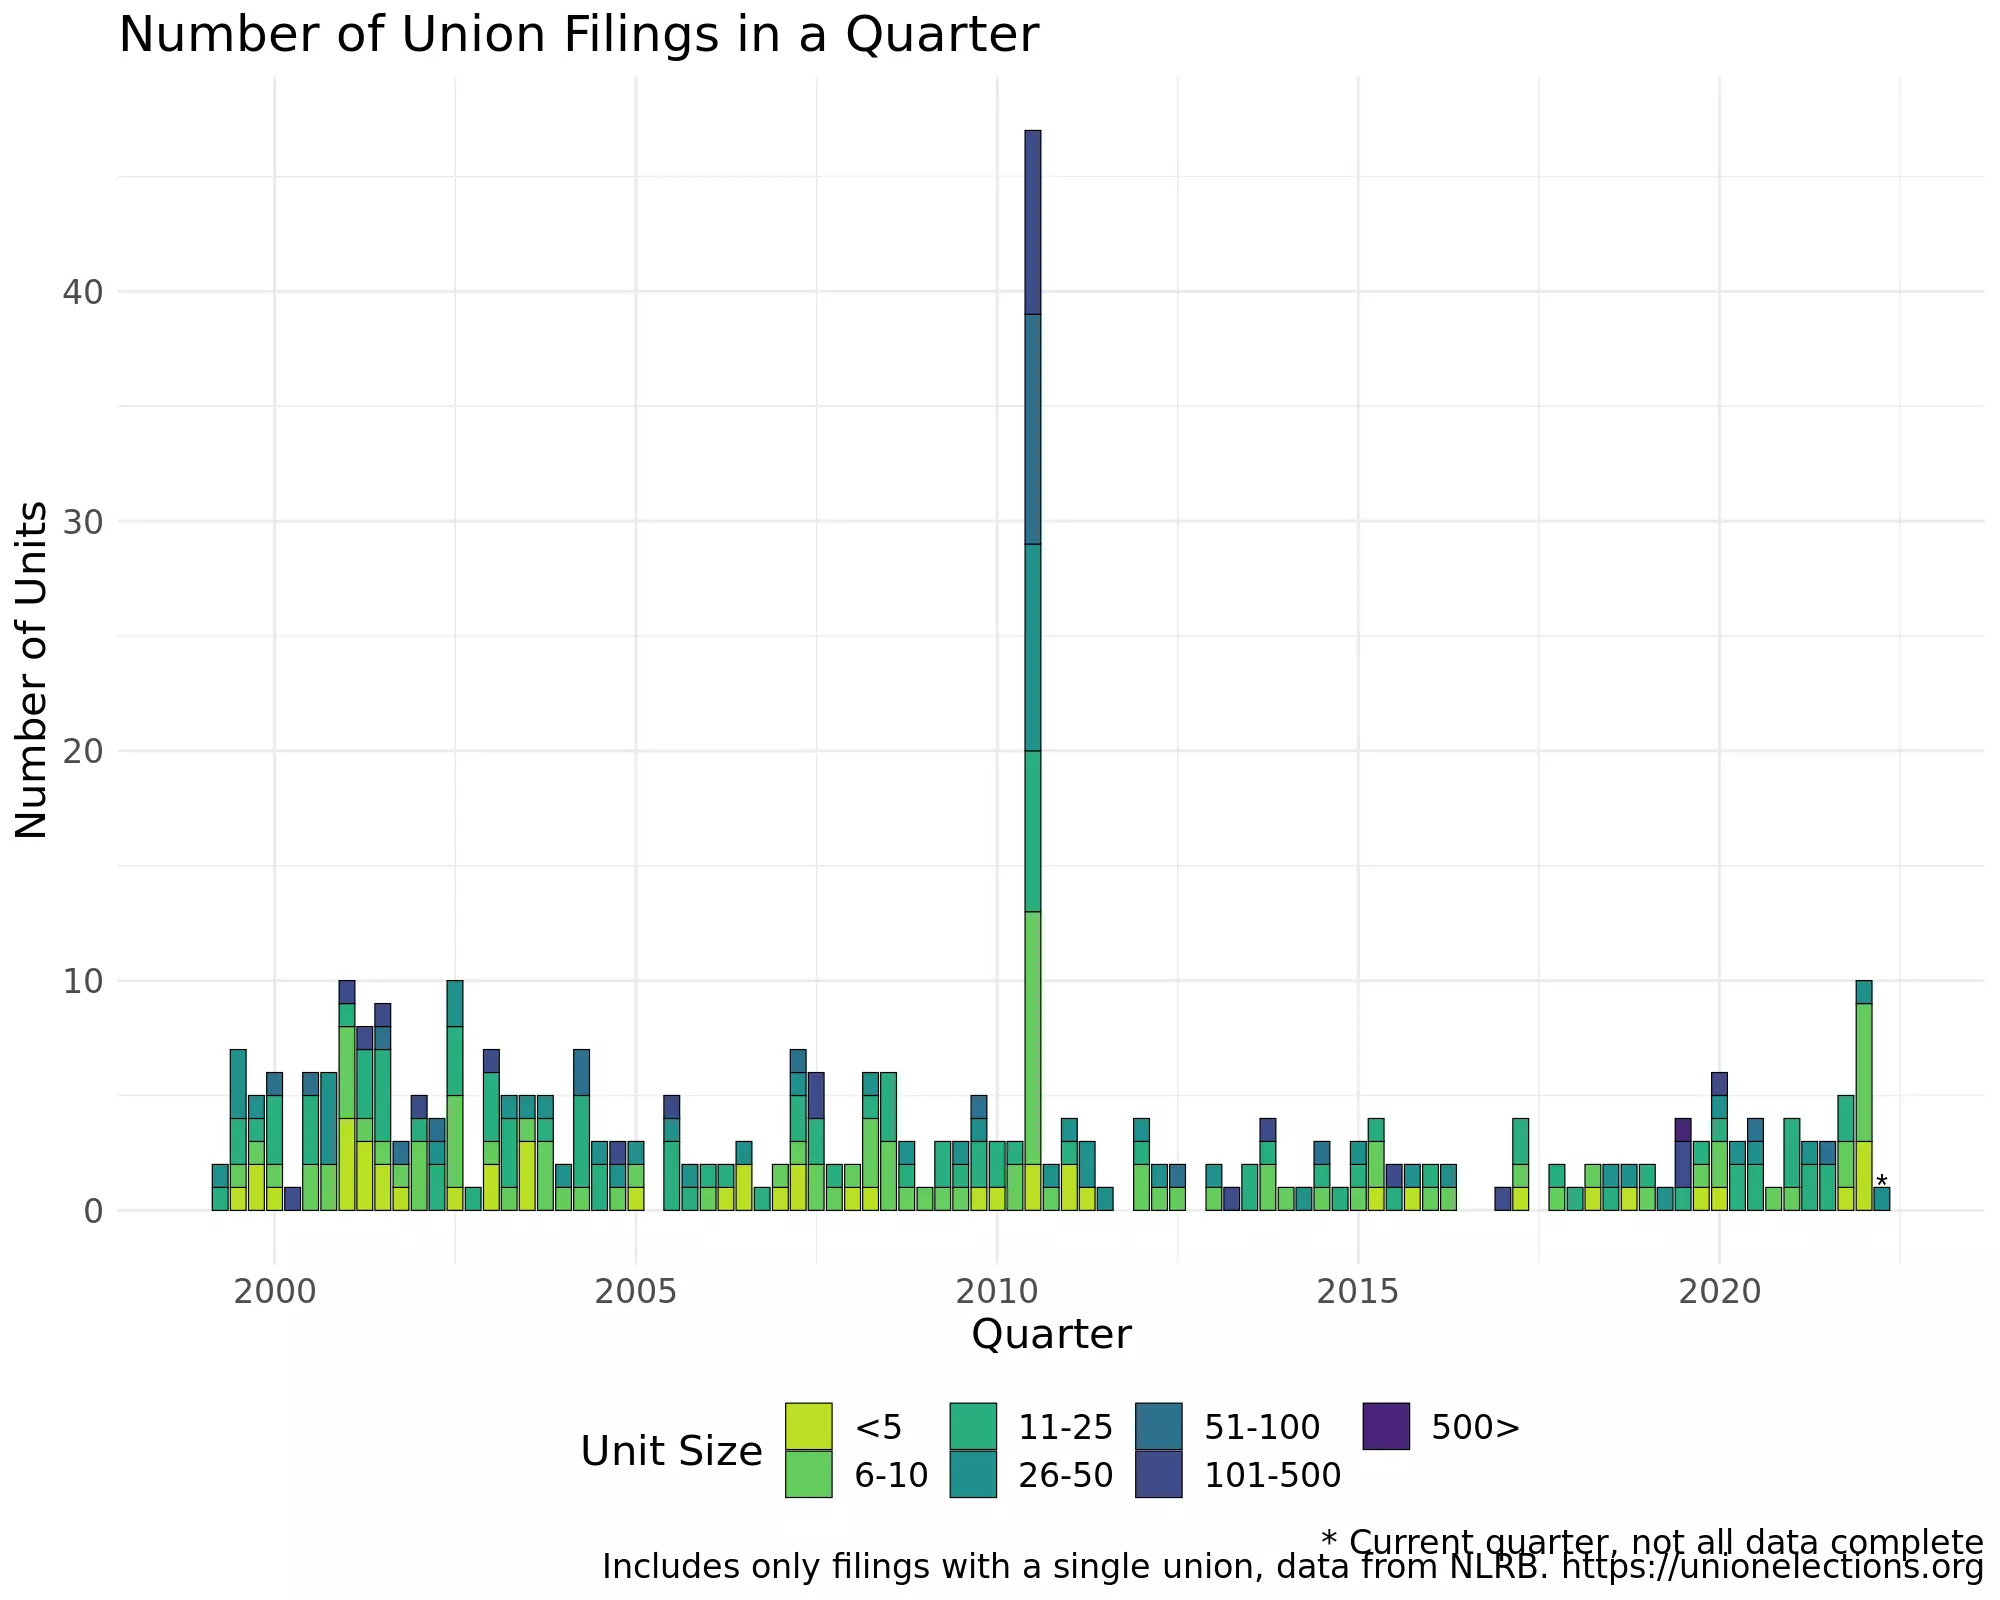 Number of Union Filings in a Quarter
Number of Units
40
30
20
10
0
*
2000 2005 2010 2015 2020
Quarter
Unit Size
<5 11-25 51-100 500>
6-10 26-50 101-500
* Current quarter, not all data complete
Includes only filings with a single union, data from NLRB. https://unionelections.org